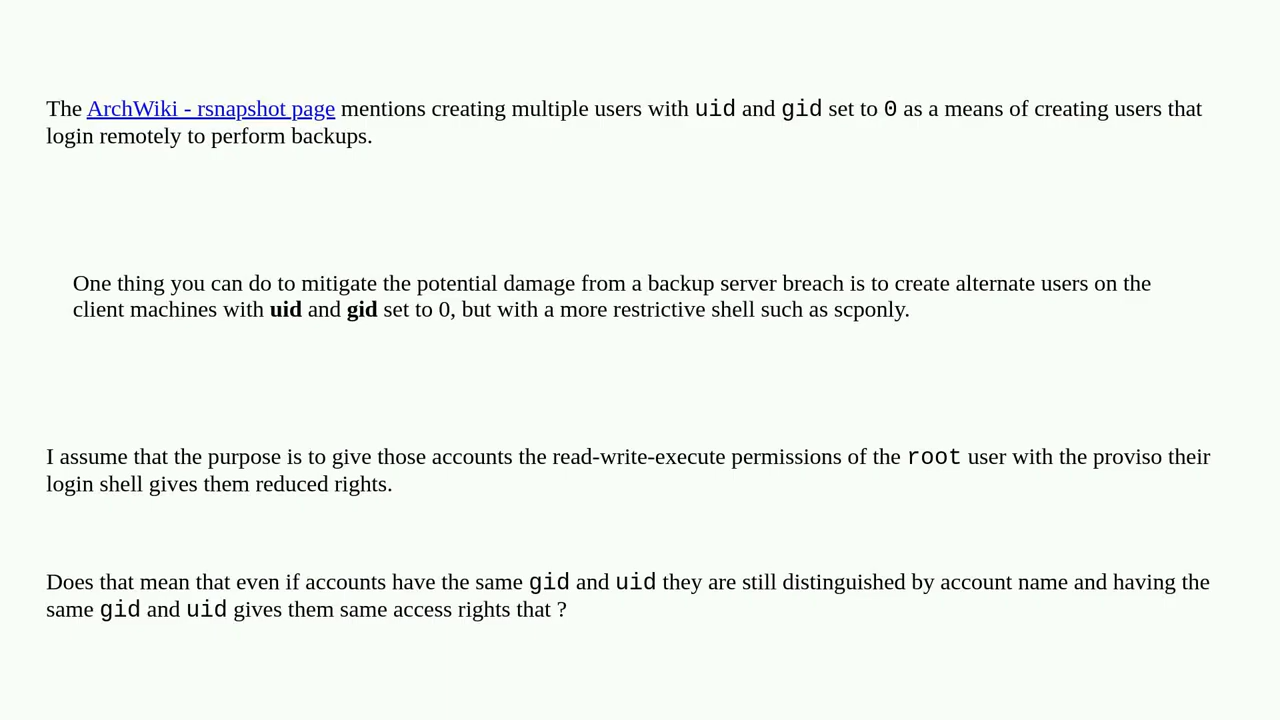 The ArchWiki - rsnapshot page mentions creating multiple users with uid and gid set to 0 as a means of creating users that
login remotely to perform backups.
One thing you can do to mitigate the potential damage from a backup server breach is to create alternate users on the
client machines with uid and gid set to 0, but with a more restrictive shell such as scponly.
I assume that the purpose is to give those accounts the read-write-execute permissions of the root user with the proviso their
login shell gives them reduced rights.
Does that mean that even if accounts have the same gid and uid they are still distinguished by account name and having the
same gid and uid gives them same access rights that ?